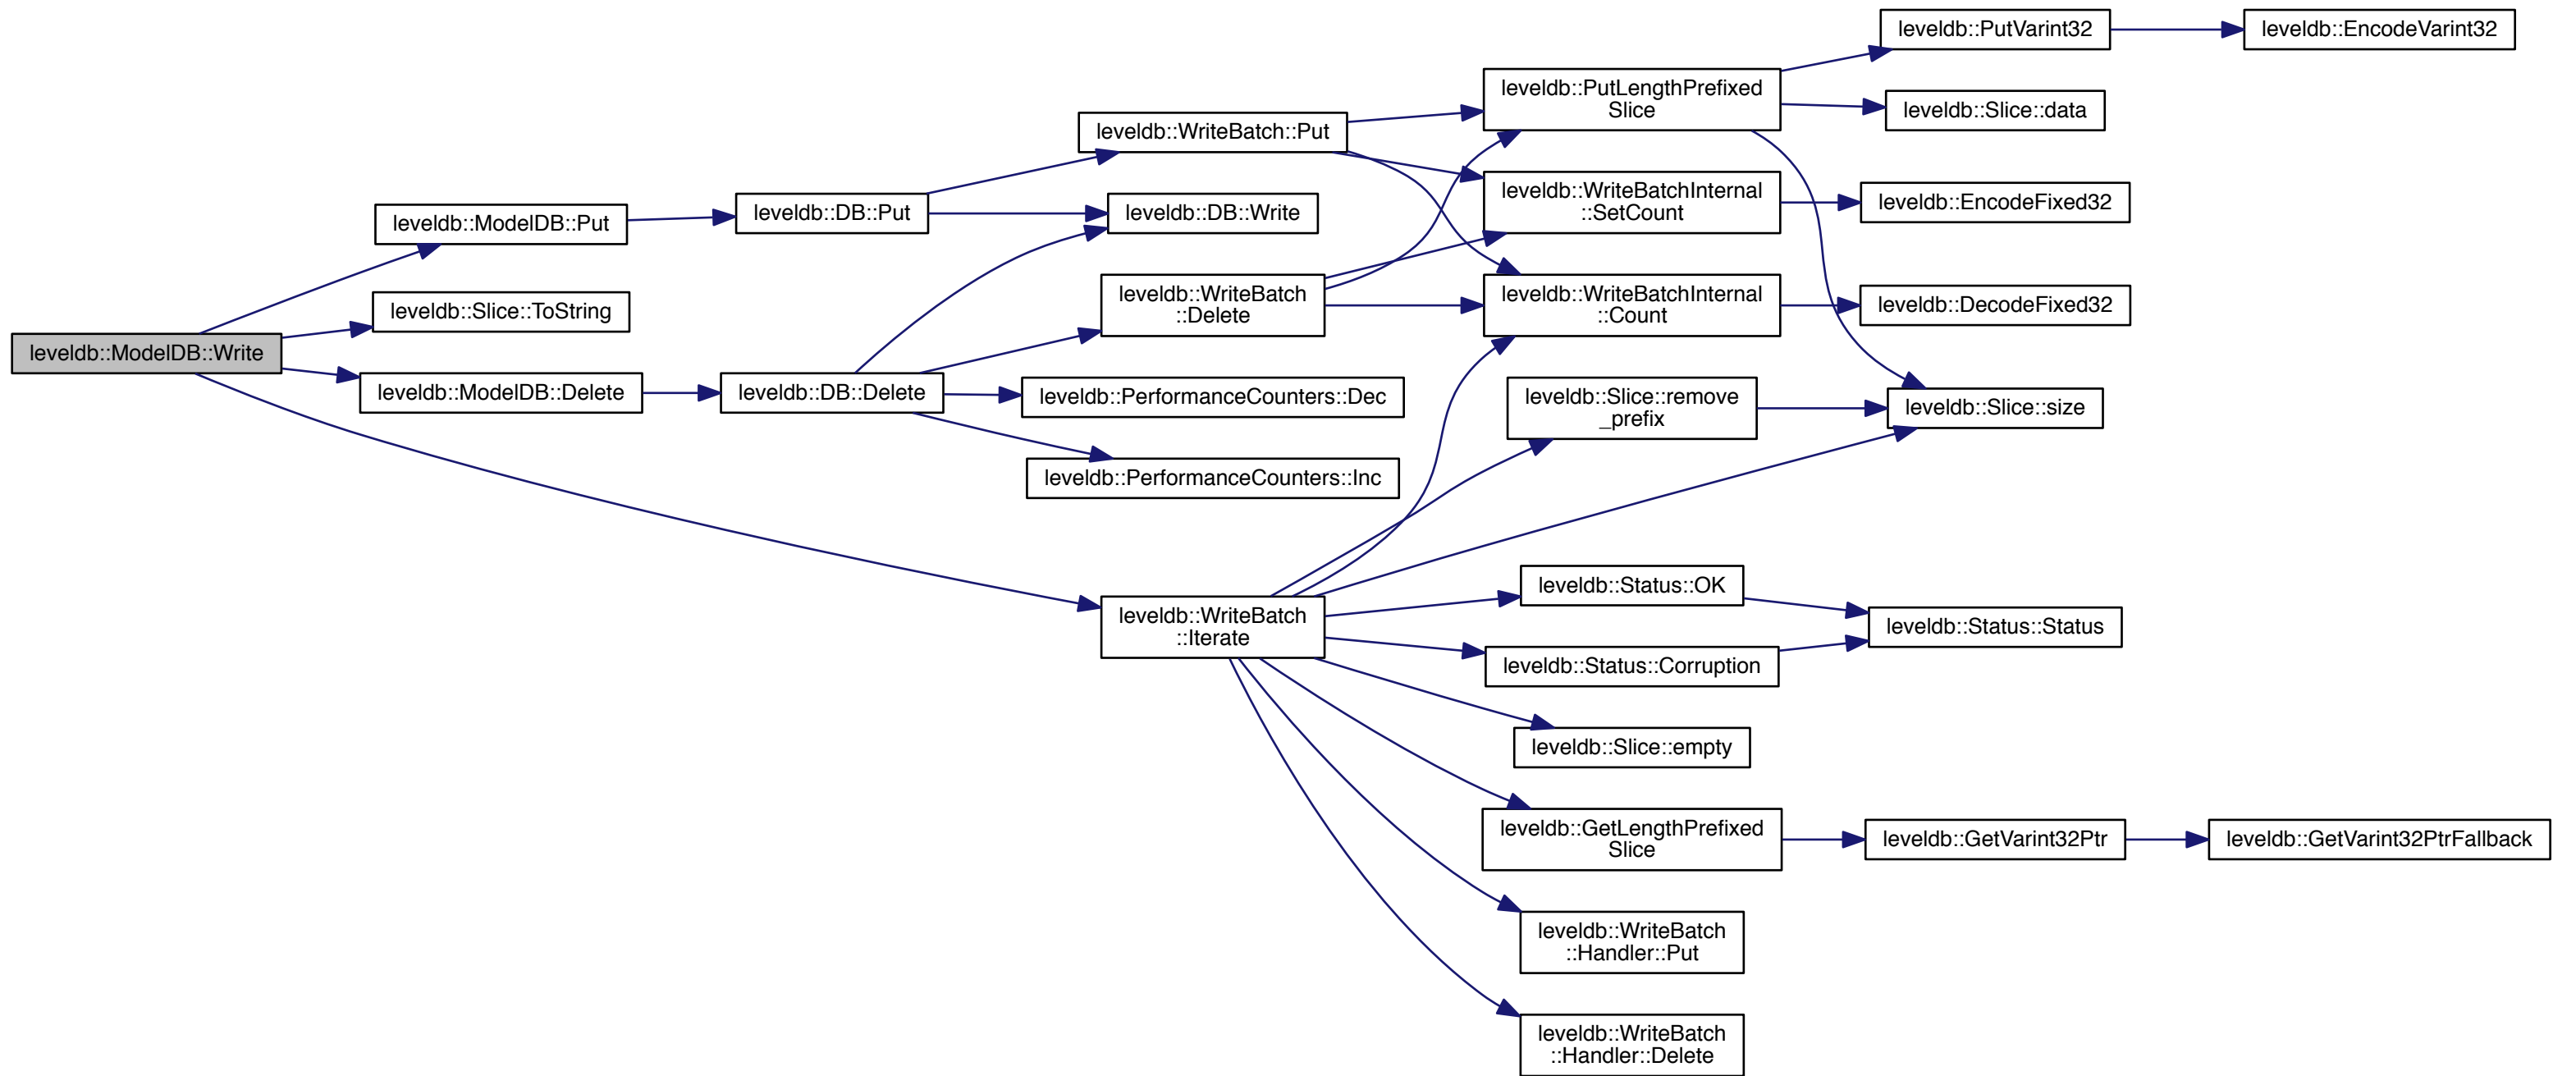 leveldb::PutVarint32
leveldb::EncodeVarint32
leveldb::PutLengthPrefixed
Slice
leveldb::Slice::data
leveldb::WriteBatch::Put
leveldb::WriteBatchInternal
::SetCount
leveldb::EncodeFixed32
leveldb::ModelDB::Put
leveldb::DB::Put
leveldb::DB::Write
leveldb::Slice::ToString
leveldb::WriteBatch
::Delete
leveldb::WriteBatchInternal
::Count
leveldb::DecodeFixed32
leveldb::ModelDB::Write
leveldb::ModelDB::Delete
leveldb::DB::Delete
leveldb::PerformanceCounters::Dec
leveldb::Slice::remove
_prefix
leveldb::Slice::size
leveldb::PerformanceCounters::Inc
leveldb::WriteBatch
::Iterate
leveldb::Status::OK
leveldb::Status::Status
leveldb::Status::Corruption
leveldb::Slice::empty
leveldb::GetLengthPrefixed
Slice
leveldb::GetVarint32Ptr
leveldb::GetVarint32PtrFallback
leveldb::WriteBatch
::Handler::Put
leveldb::WriteBatch
::Handler::Delete